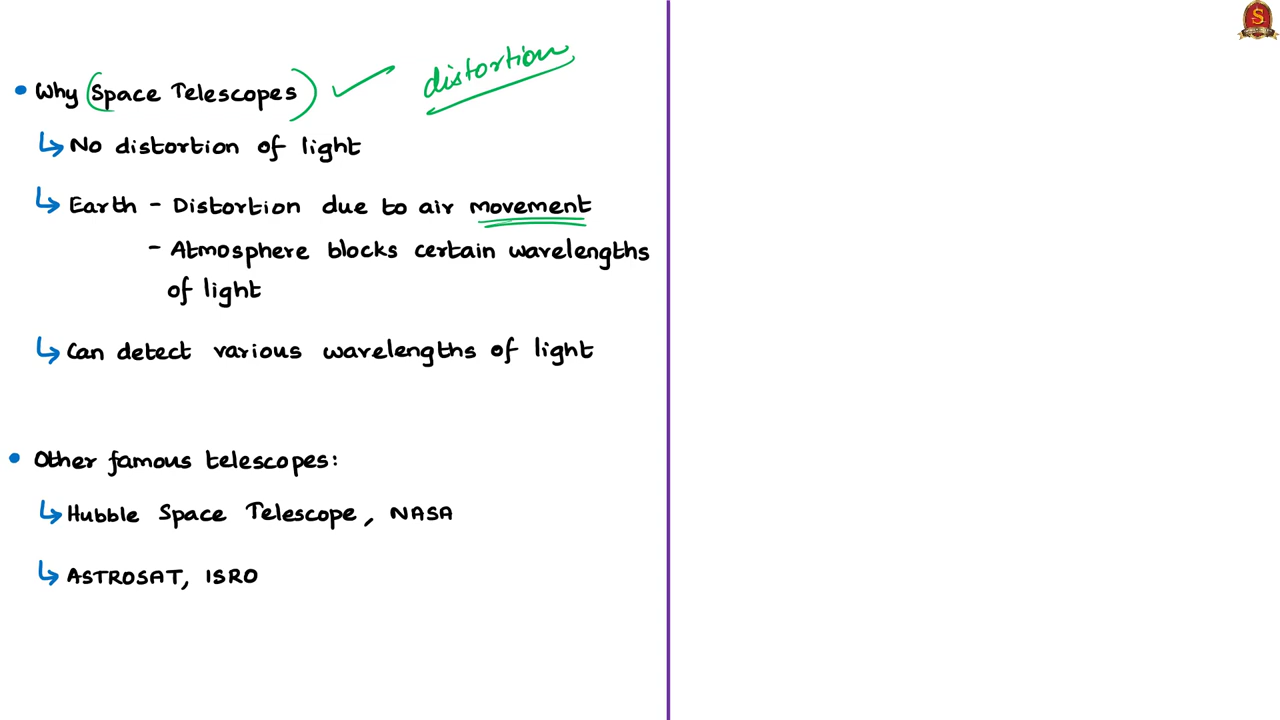 • Why (Space Telescopes) ✓ distortion
↳ No distortion of light
↳ Earth - Distortion due to air movement
- Atmosphere blocks certain wavelengths
of light
↳ Can detect various wavelengths of light
• Other famous telescopes:
↳ Hubble Space Telescope, NASA
↳ ASTROSAT, ISRO
S